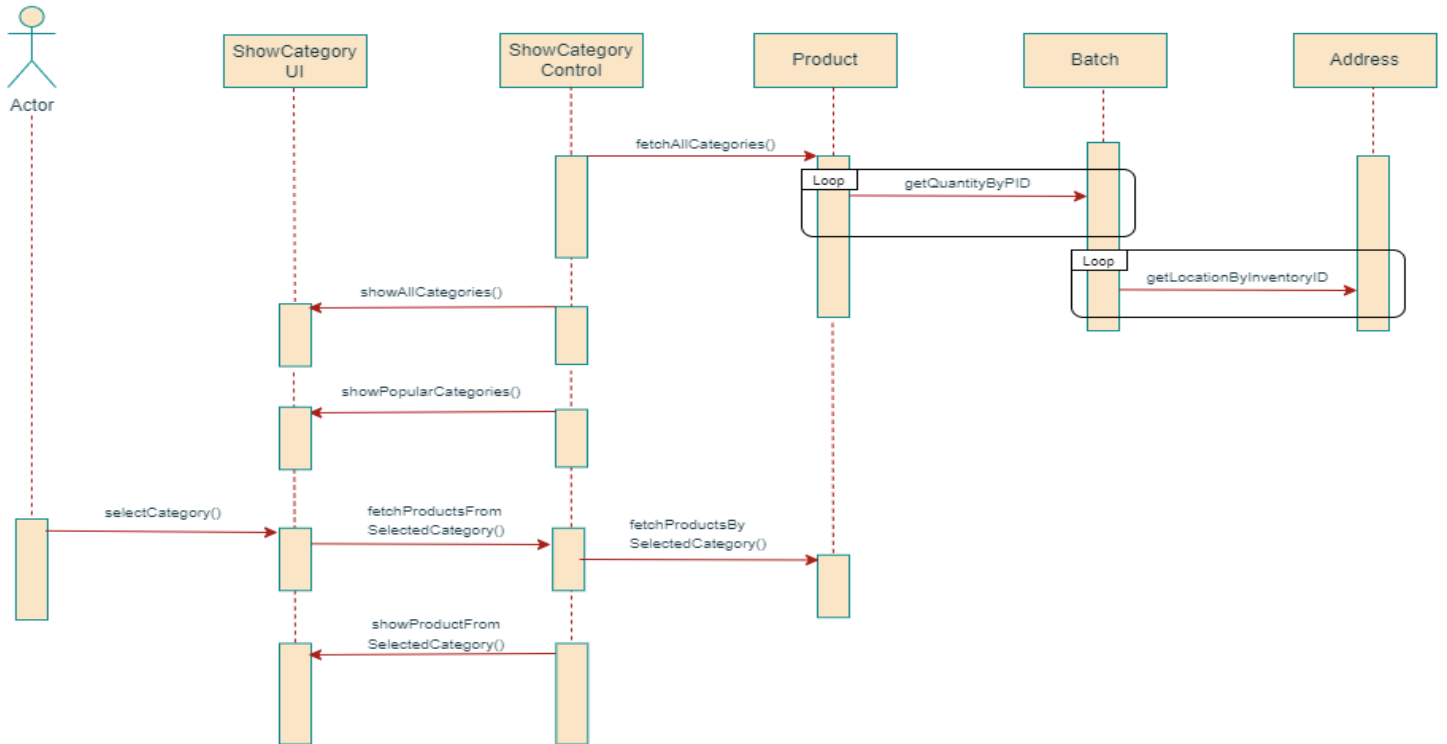 Actor
ShowCategory
UI
ShowCategory
Control
Product
Batch
Address
fetchAllCategories()
Loop
getQuantityByPID
Loop
getLocationByInventoryID
showAllCategories()
showPopularCategories()
selectCategory()
fetchProductsFrom
SelectedCategory()
fetchProductsBy
SelectedCategory()
showProductFrom
SelectedCategory()